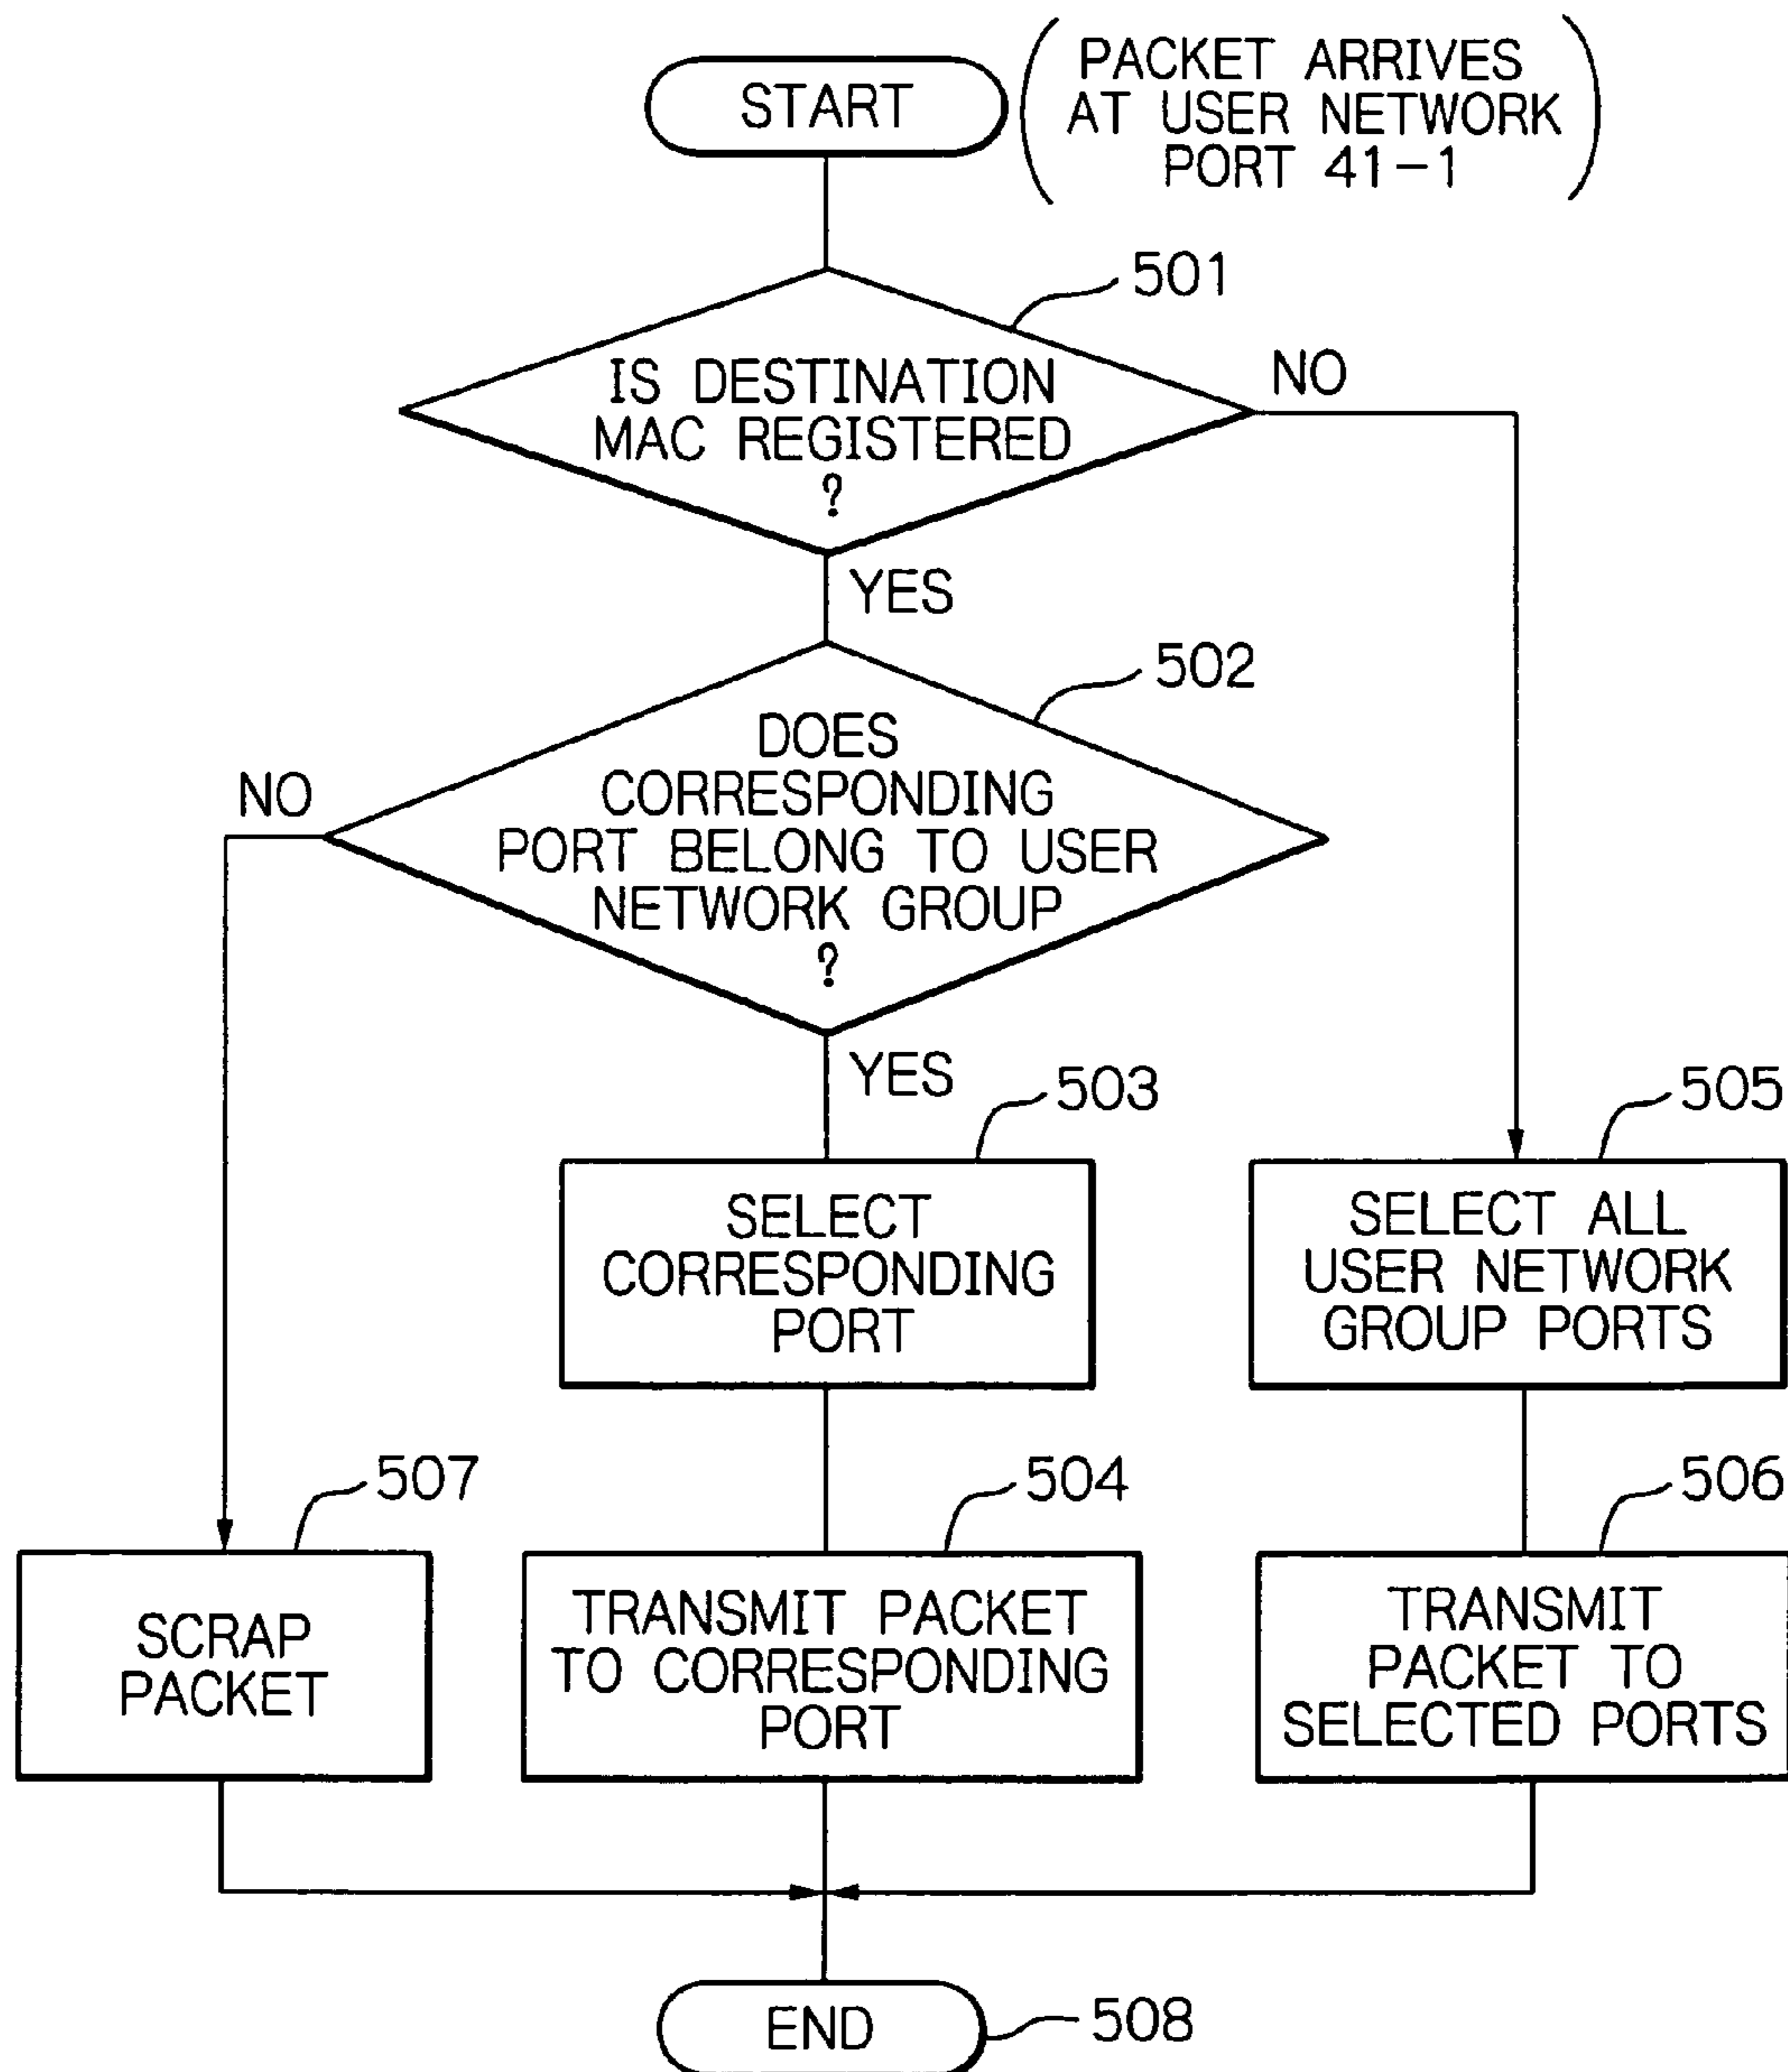 START
PACKET ARRIVES
AT USER NETWORK
PORT 41-1
501
IS DESTINATION
MAC REGISTERED
?
NO
YES
502
DOES
CORRESPONDING
PORT BELONG TO USER
NETWORK GROUP
?
NO
YES
503
SELECT
CORRESPONDING
PORT
505
SELECT ALL
USER NETWORK
GROUP PORTS
507
SCRAP
PACKET
504
TRANSMIT PACKET
TO CORRESPONDING
PORT
506
TRANSMIT
PACKET TO
SELECTED PORTS
END
508